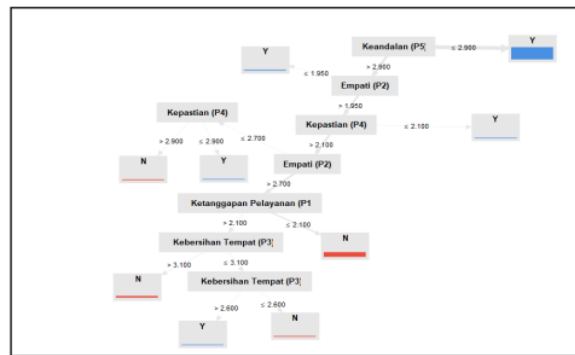 Keandalan (P5)
≤ 2.900
Y
> 2.900
Y
≤ 1.950
Empati (P2)
> 1.950
Kepastian (P4)
Kepastian (P4)
≤ 2.100
Y
> 2.900
≤ 2.900
≤ 2.700
> 2.100
N
Y
Empati (P2)
> 2.700
Ketanggapan Pelayanan (P1
> 2.100
≤ 2.100
N
Kebersihan Tempat (P3)
> 3.100
≤ 3.100
N
Kebersihan Tempat (P3)
> 2.600
≤ 2.600
Y
N